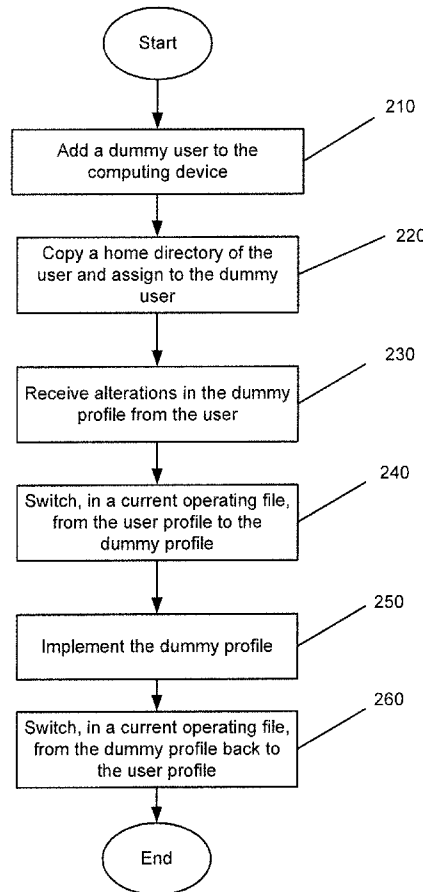 Start
210
Add a dummy user to the
computing device
220
Copy a home directory of the
user and assign to the dummy
user
230
Receive alterations in the dummy
profile from the user
240
Switch, in a current operating file,
from the user profile to the
dummy profile
250
Implement the dummy profile
260
Switch, in a current operating file,
from the dummy profile back to
the user profile
End